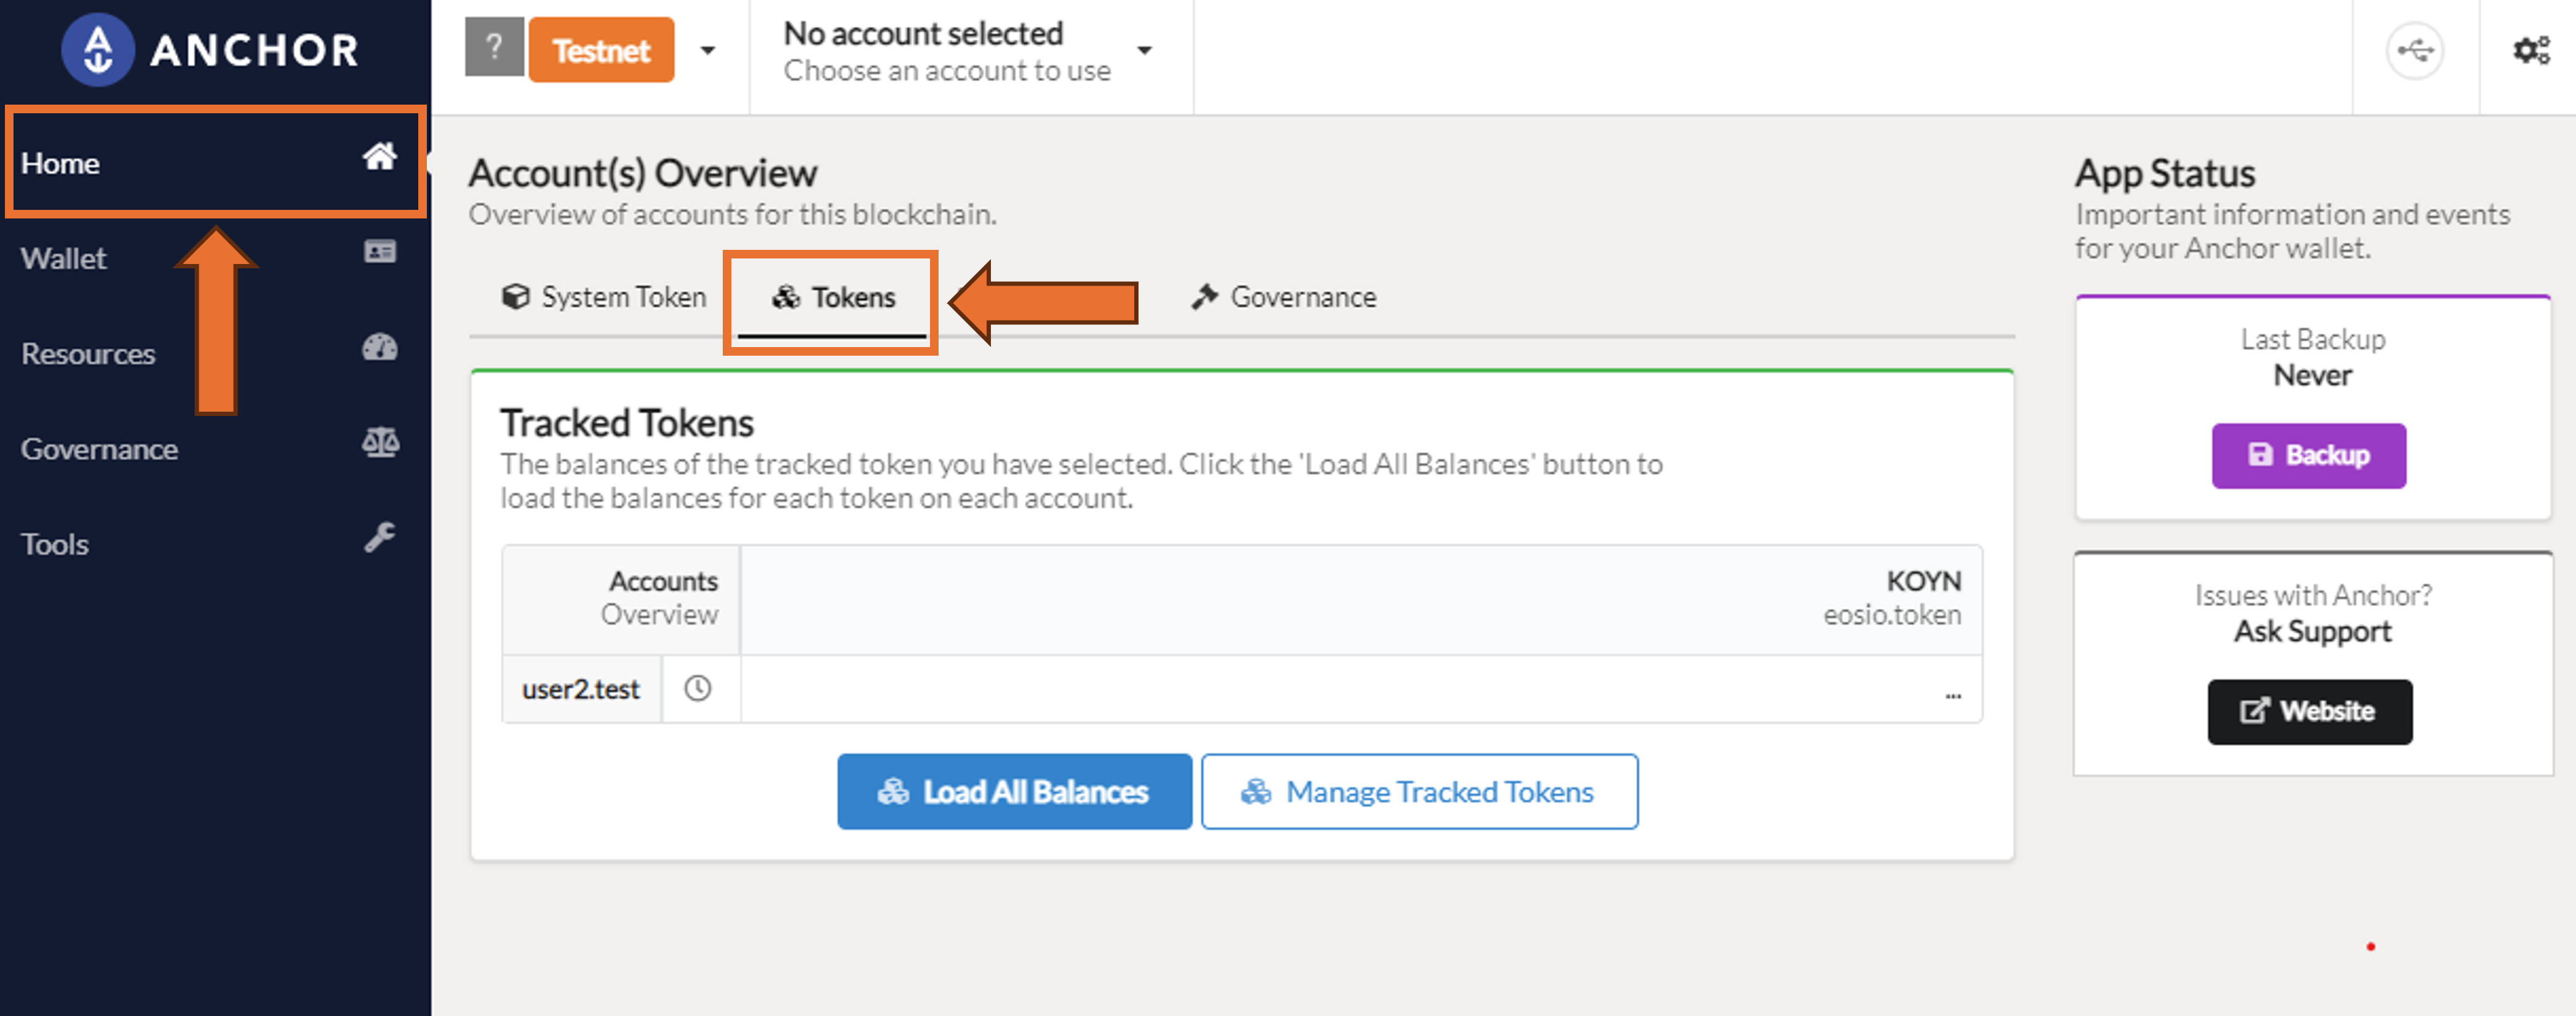 ANCHOR
Home
Wallet
Resources
Governance
Tools
? Testnet
No account selected
Choose an account to use
Account(s) Overview
Overview of accounts for this blockchain.
System Token
Tokens
Governance
Tracked Tokens
The balances of the tracked token you have selected. Click the 'Load All Balances' button to
load the balances for each token on each account.
Accounts
Overview
KOYN
eosio.token
user2.test
...
Load All Balances
Manage Tracked Tokens
App Status
Important information and events
for your Anchor wallet.
Last Backup
Never
Backup
Issues with Anchor?
Ask Support
Website